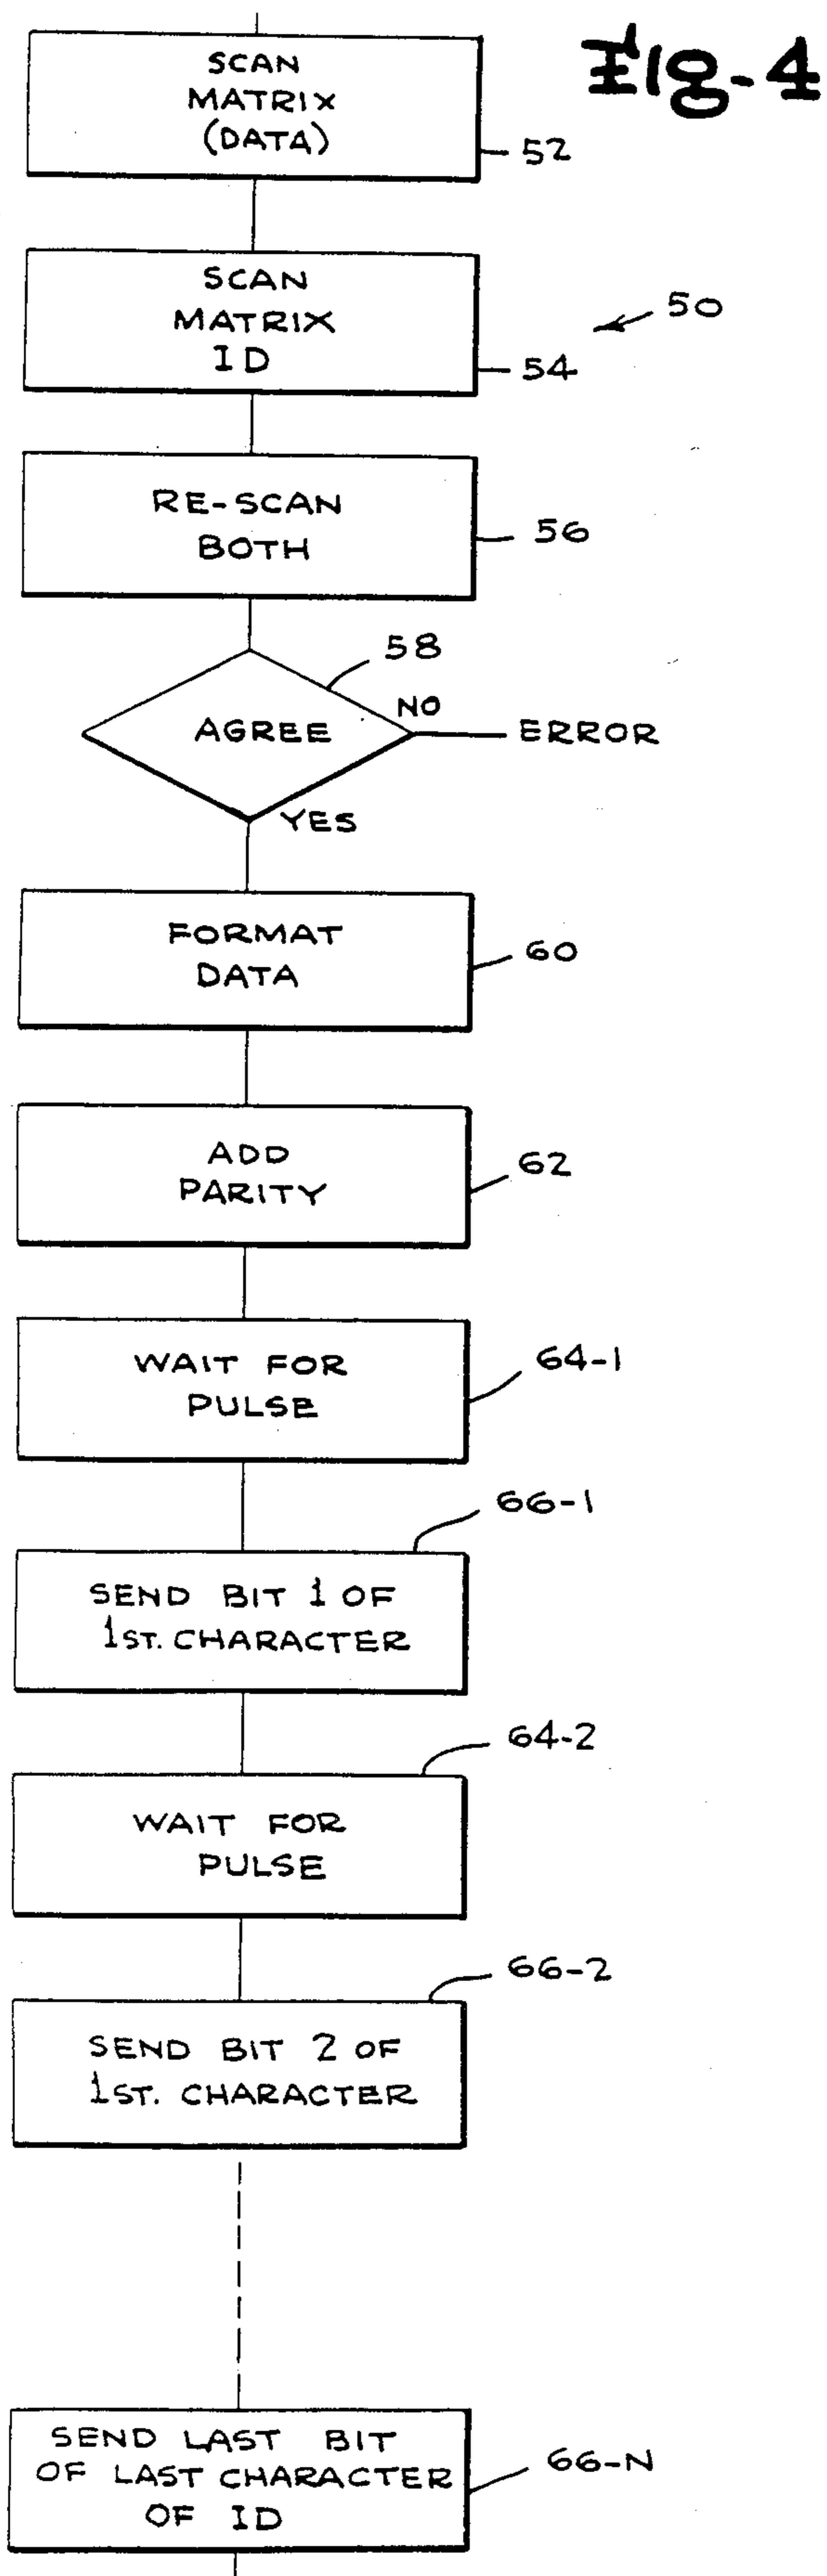 Fig-4
SCAN
MATRIX
(DATA)
52
SCAN
MATRIX
ID
50
54
RE-SCAN
BOTH
56
58
AGREE
NO
ERROR
YES
FORMAT
DATA
60
ADD
PARITY
62
WAIT FOR
PULSE
64-1
66-1
SEND BIT 1 OF
1ST. CHARACTER
64-2
WAIT FOR
PULSE
66-2
SEND BIT 2 OF
1ST. CHARACTER
SEND LAST BIT
OF LAST CHARACTER
OF ID
66-N